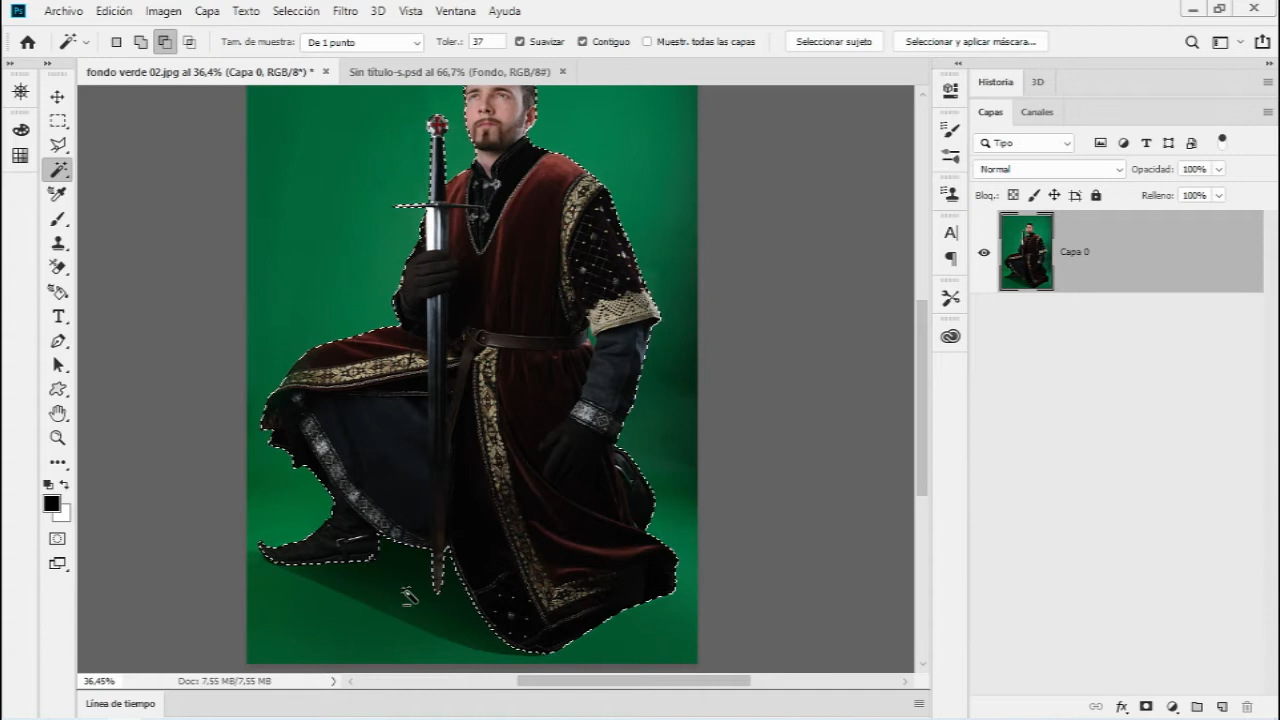 Ps Archivo Edición Imagen Capa Texto Selección Filtro 3D Vista Ventana Ayuda
Tam. de muestra: De 1 punto Toler.: 37 Suavizar Contiguo Muestr. todas las capas Seleccionar sujeto Seleccionar y aplicar máscara...
fondo verde 02.jpg al 36,4% (Capa 0, RGB/8*) * Sin título-s.psd al 66,7% (Fondo, RGB/8#)
Historia 3D
Capas Canales
Tipo
Normal Opacidad: 100%
Bloq.: Relleno: 100%
Capa 0
36,45% Doc: 7,55 MB/7,55 MB
Línea de tiempo